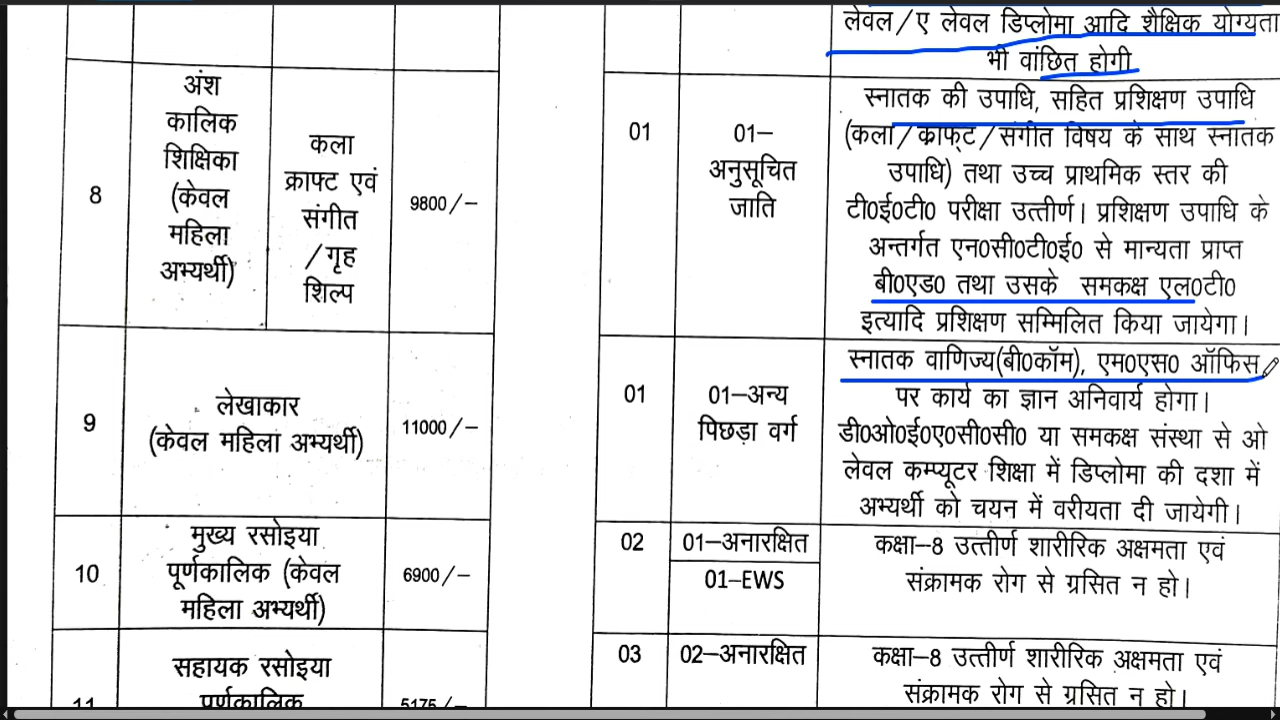 लेवल/ए लेवल डिप्लोमा आदि शैक्षिक योग्यता
भी वांछित होगी
8
अंश
कालिक
शिक्षिका
(केवल
महिला
अभ्यर्थी)
कला
क्राफ्ट एवं
संगीत
/गृह
शिल्प
9800/–
01
01–
अनुसूचित
जाति
स्नातक की उपाधि, सहित प्रशिक्षण उपाधि
(कला/क्राफ्ट/संगीत विषय के साथ स्नातक
उपाधि) तथा उच्च प्राथमिक स्तर की
टी0ई0टी0 परीक्षा उत्तीर्ण। प्रशिक्षण उपाधि के
अन्तर्गत एन0सी0टी0ई0 से मान्यता प्राप्त
बी0एड0 तथा उसके समकक्ष एल0टी0
इत्यादि प्रशिक्षण सम्मिलित किया जायेगा।
9
लेखाकार
(केवल महिला अभ्यर्थी)
11000/–
01
01–अन्य
पिछड़ा वर्ग
स्नातक वाणिज्य(बी0कॉम), एम0एस0 ऑफिस
पर कार्य का ज्ञान अनिवार्य होगा।
डी0ओ0ई0ए0सी0सी0 या समकक्ष संस्था से ओ
लेवल कम्प्यूटर शिक्षा में डिप्लोमा की दशा में
अभ्यर्थी को चयन में वरीयता दी जायेगी।
10
मुख्य रसोइया
पूर्णकालिक (केवल
महिला अभ्यर्थी)
6900/–
02
01–अनारक्षित
01–EWS
कक्षा–8 उत्तीर्ण शारीरिक अक्षमता एवं
संक्रामक रोग से ग्रसित न हो।
11
सहायक रसोइया
पूर्णकालिक
5175/–
03
02–अनारक्षित
कक्षा–8 उत्तीर्ण शारीरिक अक्षमता एवं
संक्रामक रोग से ग्रसित न हो।